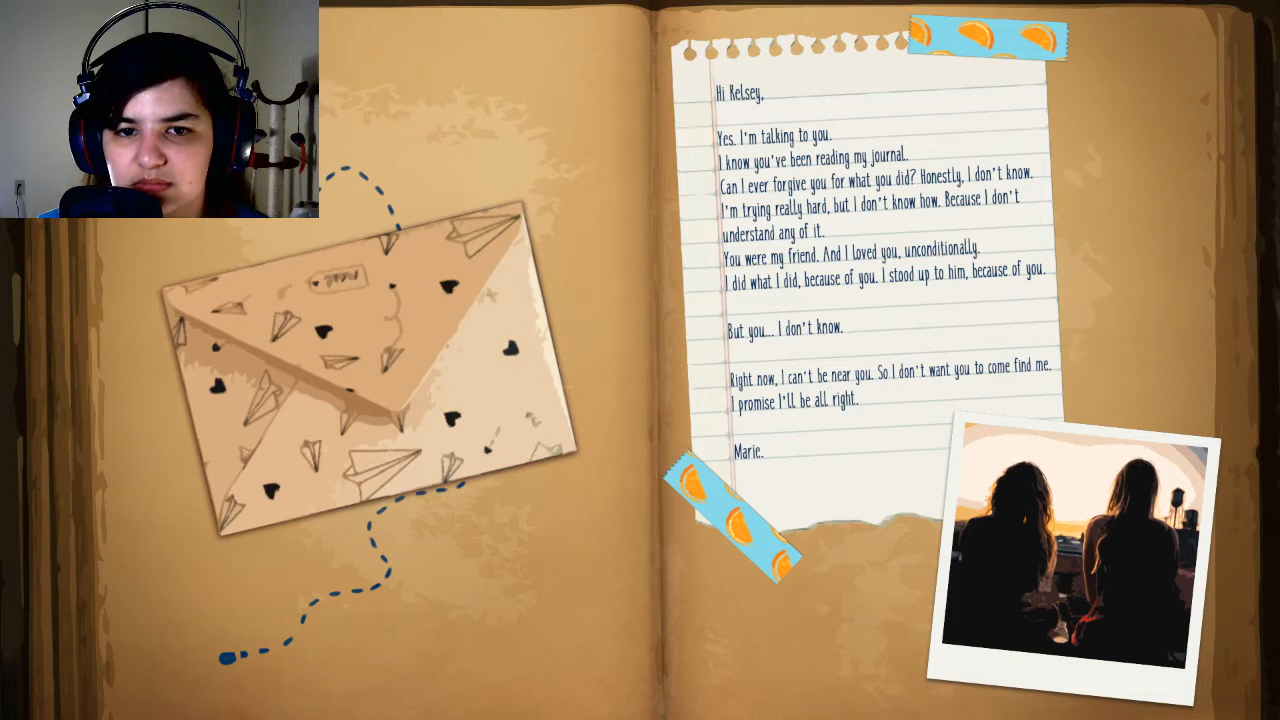 Hi Kelsey,
Yes. I'm talking to you.
I know you've been reading my journal.
Can I ever forgive you for what you did? Honestly, I don't know.
I'm trying really hard, but I don't know how. Because I don't
understand any of it.
You were my friend. And I loved you, unconditionally.
I did what I did, because of you. I stood up to him, because of you.
But you... I don't know.
Right now, I can't be near you. So I don't want you to come find me.
I promise I'll be all right.
Marie.